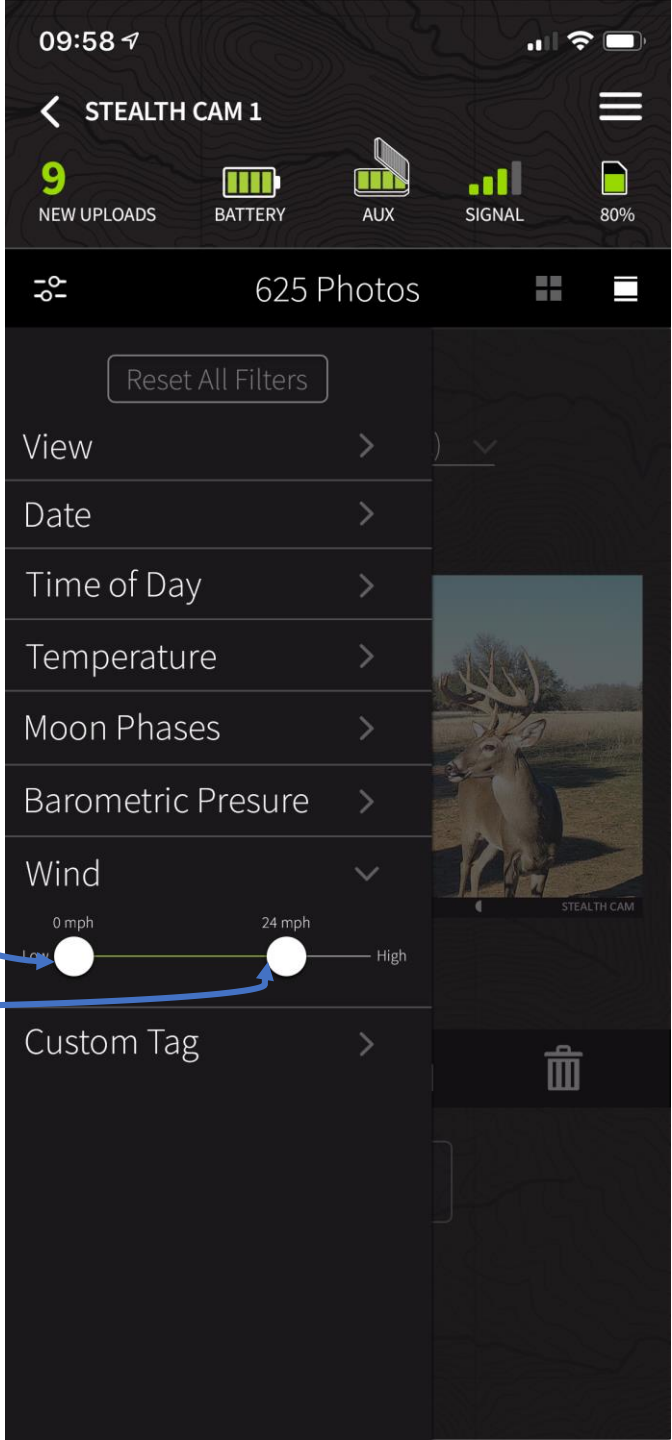 09:58
STEALTH CAM 1
9
NEW UPLOADS
BATTERY
AUX
SIGNAL
80%
625 Photos
Reset All Filters
View
)
Date
Time of Day
Temperature
Moon Phases
Barometric Presure
Wind
0 mph
24 mph
Low
High
STEALTH CAM
Custom Tag